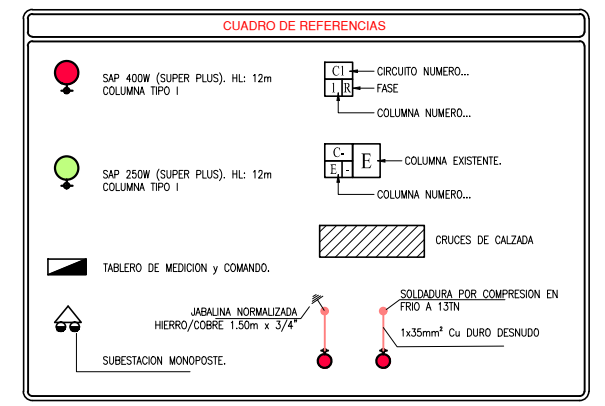 CUADRO DE REFERENCIAS
SAP 400W (SUPER PLUS). HL: 12m
COLUMNA TIPO I
C1
1 R
CIRCUITO NUMERO...
FASE
COLUMNA NUMERO...
SAP 250W (SUPER PLUS). HL: 12m
COLUMNA TIPO I
C-
E -
E
COLUMNA EXISTENTE.
COLUMNA NUMERO...
CRUCES DE CALZADA
TABLERO DE MEDICION y COMANDO.
JABALINA NORMALIZADA
HIERRO/COBRE 1.50m x 3/4"
SOLDADURA POR COMPRESION EN
FRIO A 13TN
1x35mm² Cu DURO DESNUDO
SUBESTACION MONOPOSTE.